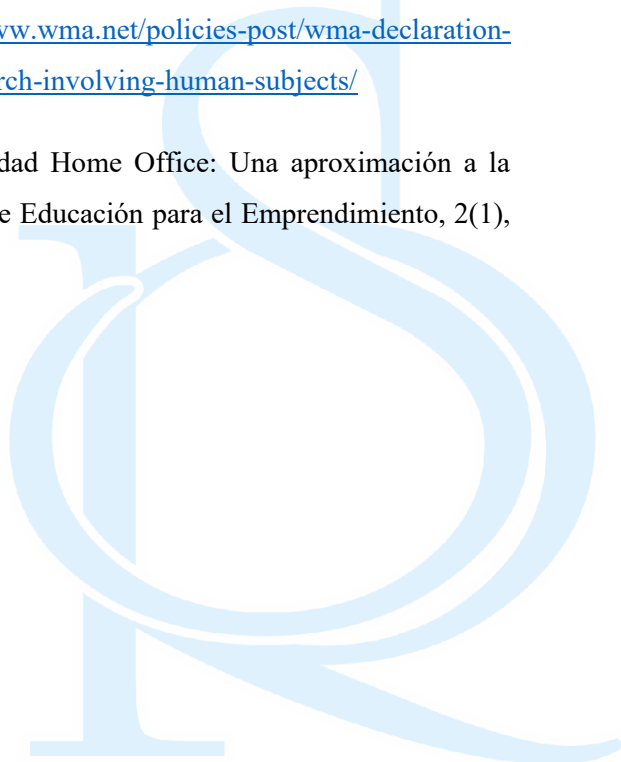 ww.wma.net/policies-post/wma-declaration-
rch-involving-human-subjects/
dad Home Office: Una aproximación a la
e Educación para el Emprendimiento, 2(1),